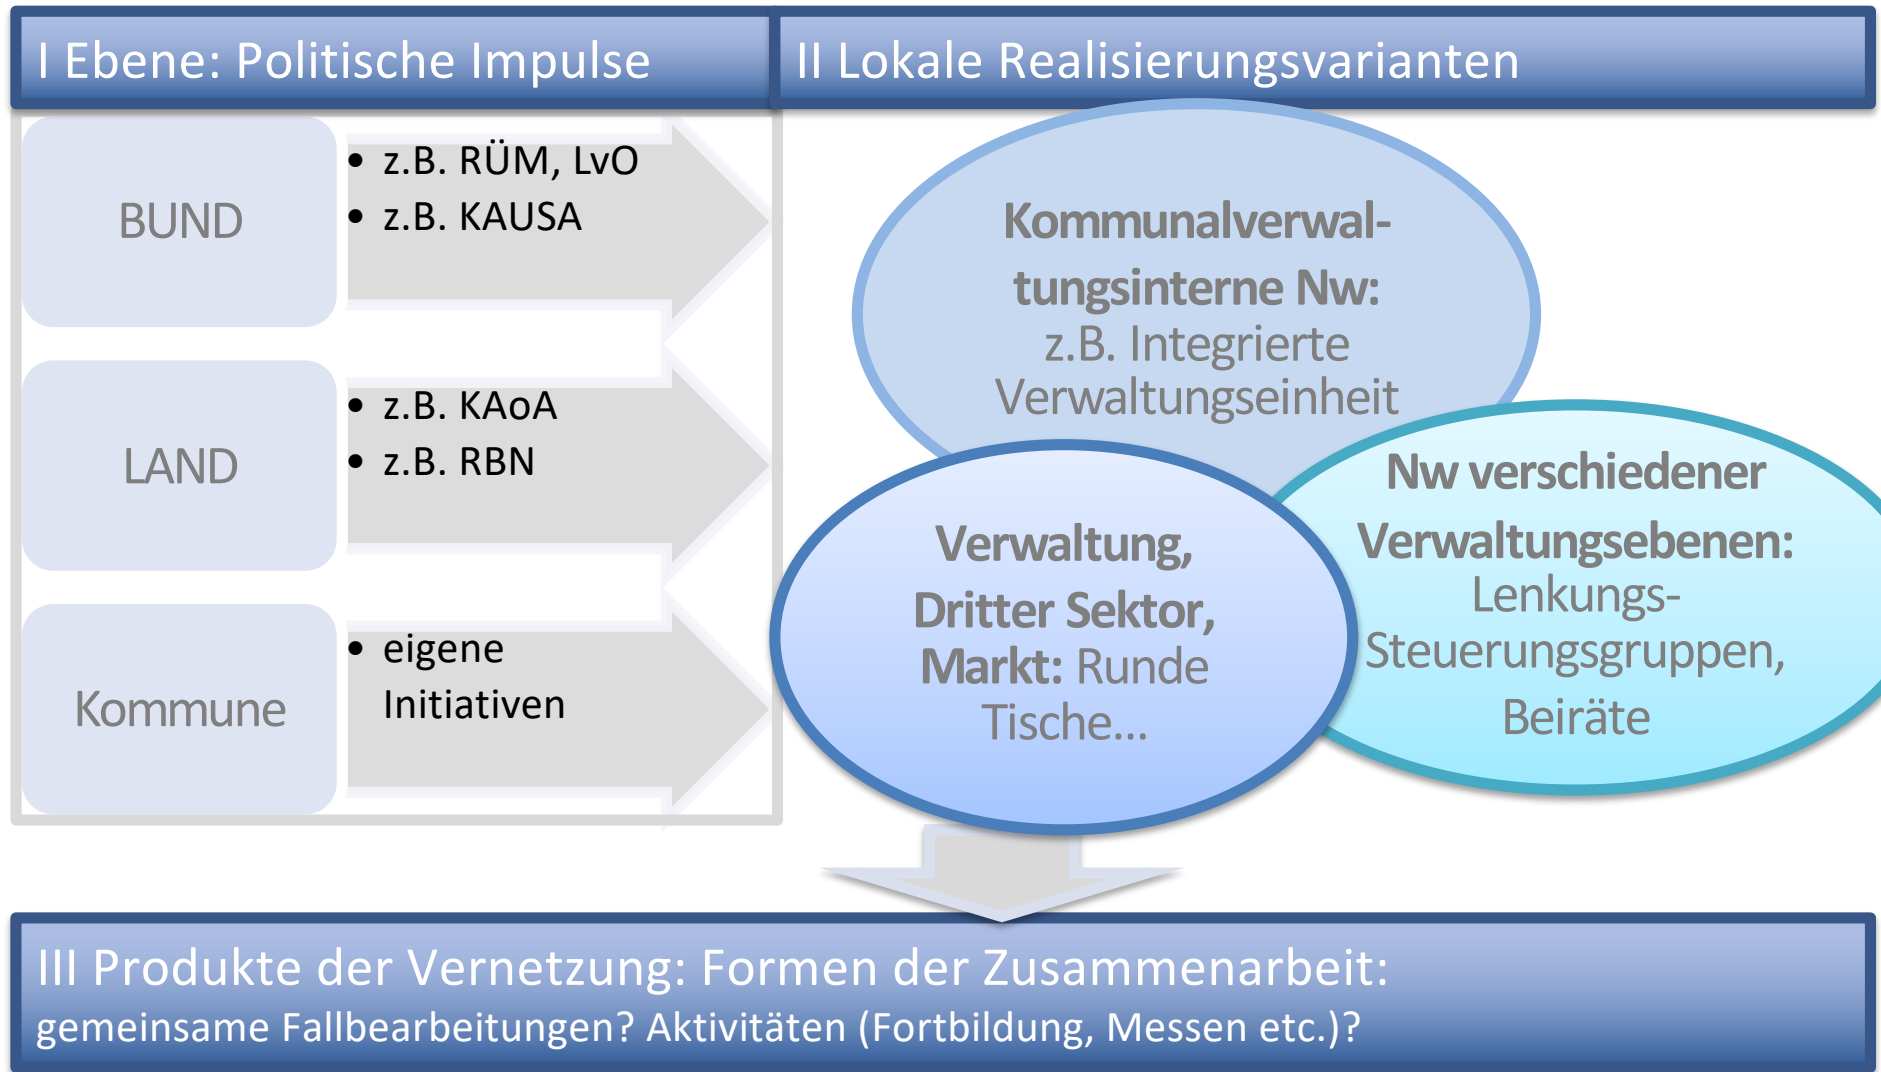 I Ebene: Politische Impulse
II Lokale Realisierungsvarianten
BUND
• z.B. RÜM, LvO
• z.B. KAUSA
LAND
• z.B. KAoA
• z.B. RBN
Kommune
• eigene
Initiativen
Kommunalverwal-
tungsinterne Nw:
z.B. Integrierte
Verwaltungseinheit
Verwaltung,
Dritter Sektor,
Markt: Runde
Tische...
Nw verschiedener
Verwaltungsebenen:
Lenkungs-
Steuerungsgruppen,
Beiräte
III Produkte der Vernetzung: Formen der Zusammenarbeit:
gemeinsame Fallbearbeitungen? Aktivitäten (Fortbildung, Messen etc.)?